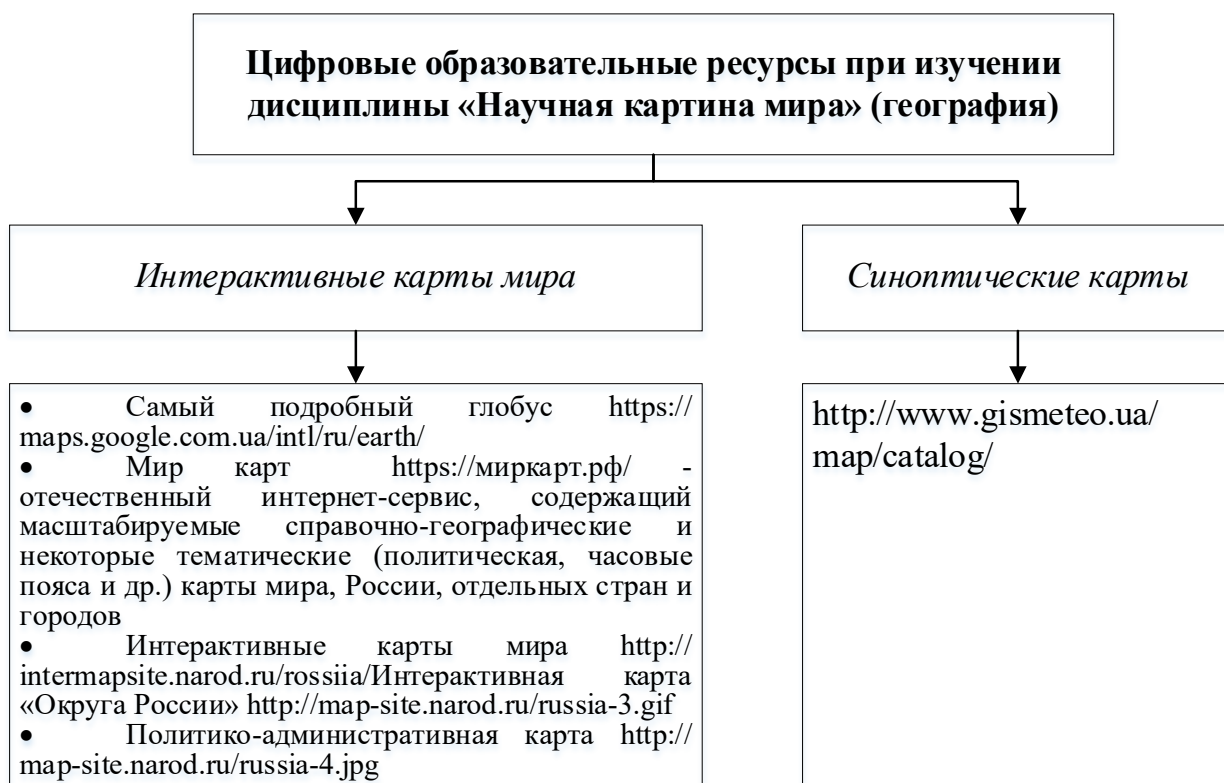 Цифровые образовательные ресурсы при изучении
дисциплины «Научная картина мира» (география)
Интерактивные карты мира
Синоптические карты
• Самый подробный глобус https://
maps.google.com.ua/intl/ru/earth/
• Мир карт https://миркарт.рф/ -
отечественный интернет-сервис, содержащий
масштабируемые справочно-географические и
некоторые тематические (политическая, часовые
пояса и др.) карты мира, России, отдельных стран и
городов
• Интерактивные карты мира http://
intermapsite.narod.ru/rossiia/Интерактивная карта
«Округа России» http://map-site.narod.ru/russia-3.gif
• Политико-административная карта http://
map-site.narod.ru/russia-4.jpg
http://www.gismeteo.ua/
map/catalog/